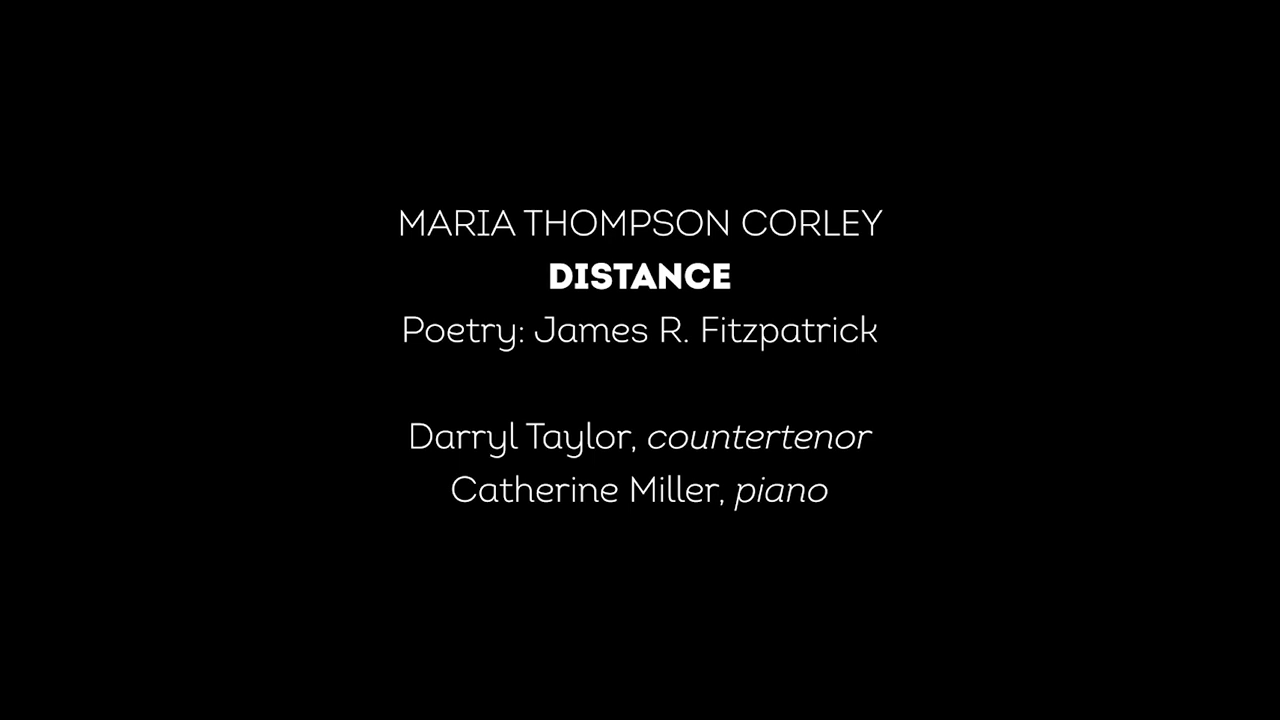 MARIA THOMPSON CORLEY
DISTANCE
Poetry: James R. Fitzpatrick
Darryl Taylor, countertenor
Catherine Miller, piano